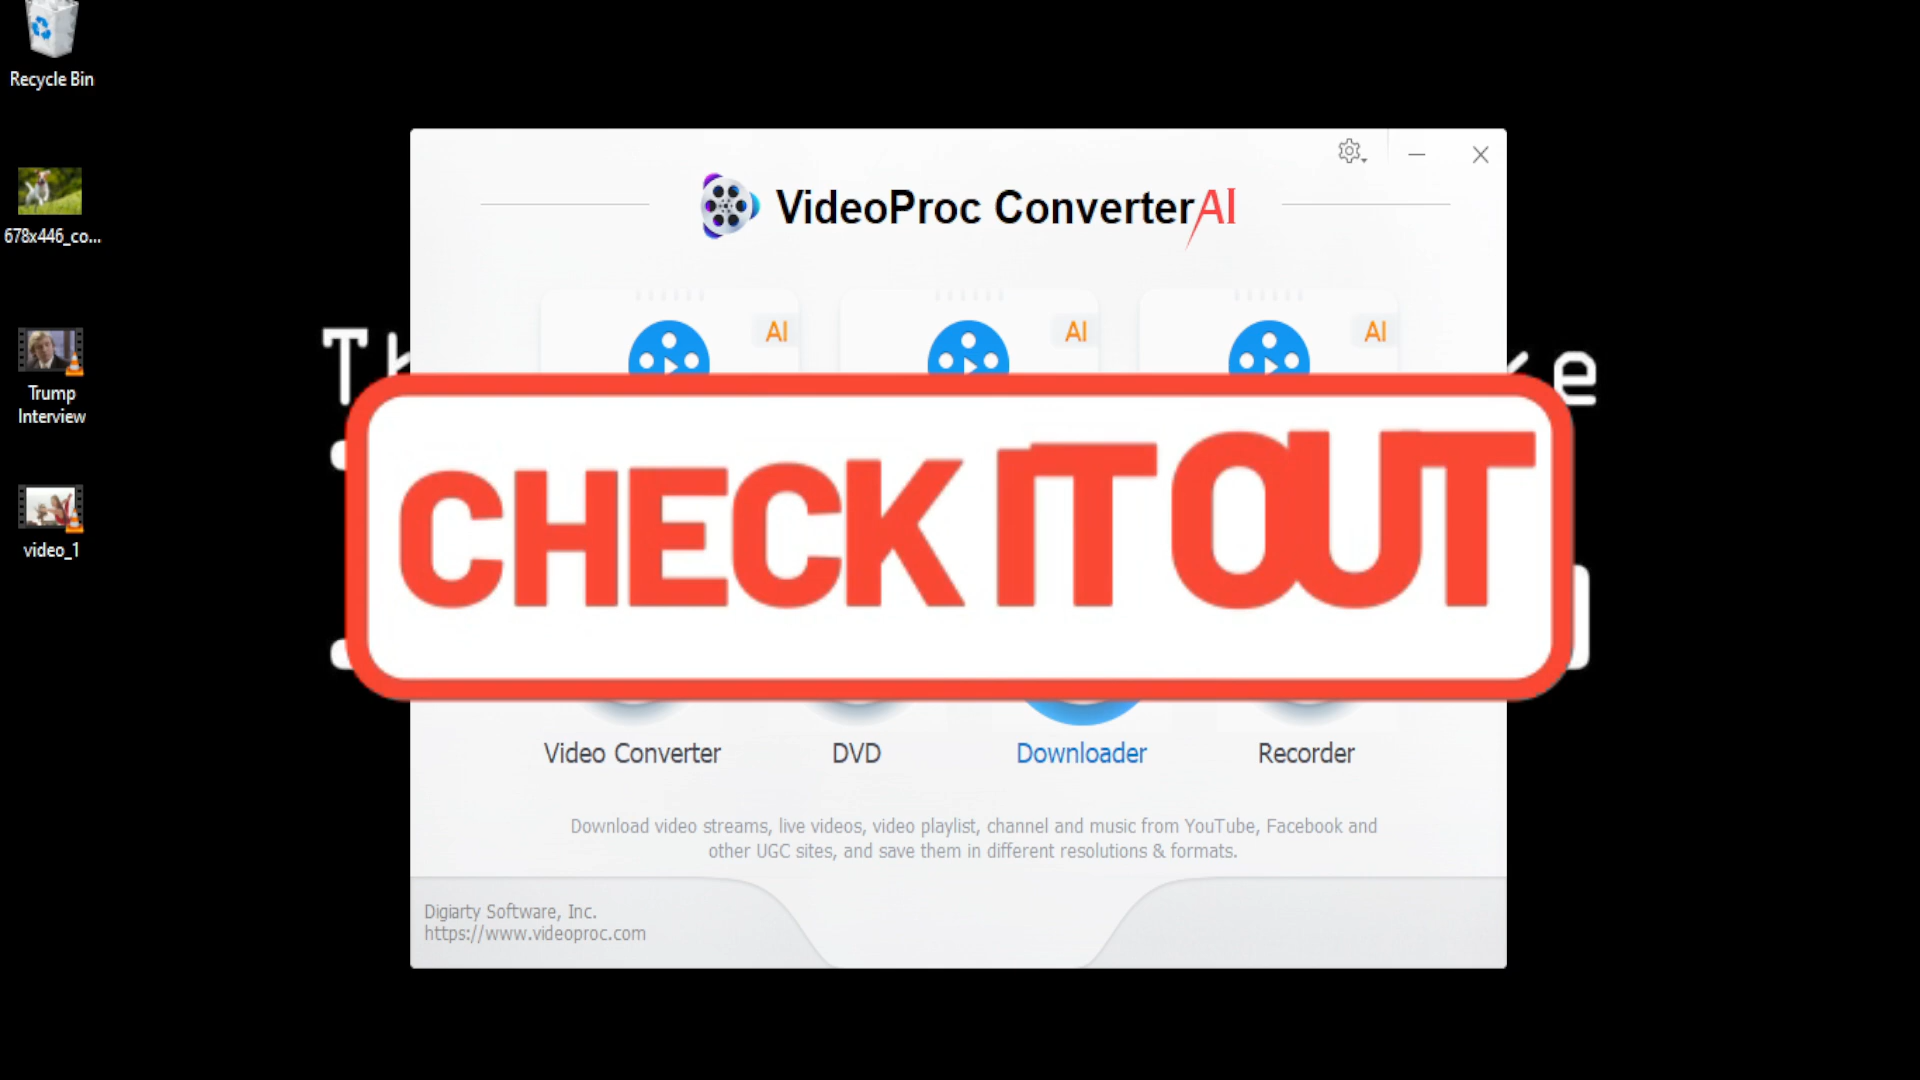 Recycle Bin
678x446_co...
Trump
Interview
video_1
VideoProc ConverterAI
AI
AI
AI
CHECK IT OUT
Video Converter
DVD
Downloader
Recorder
Download video streams, live videos, video playlist, channel and music from YouTube, Facebook and
other UGC sites, and save them in different resolutions & formats.
Digiarty Software, Inc.
https://www.videoproc.com